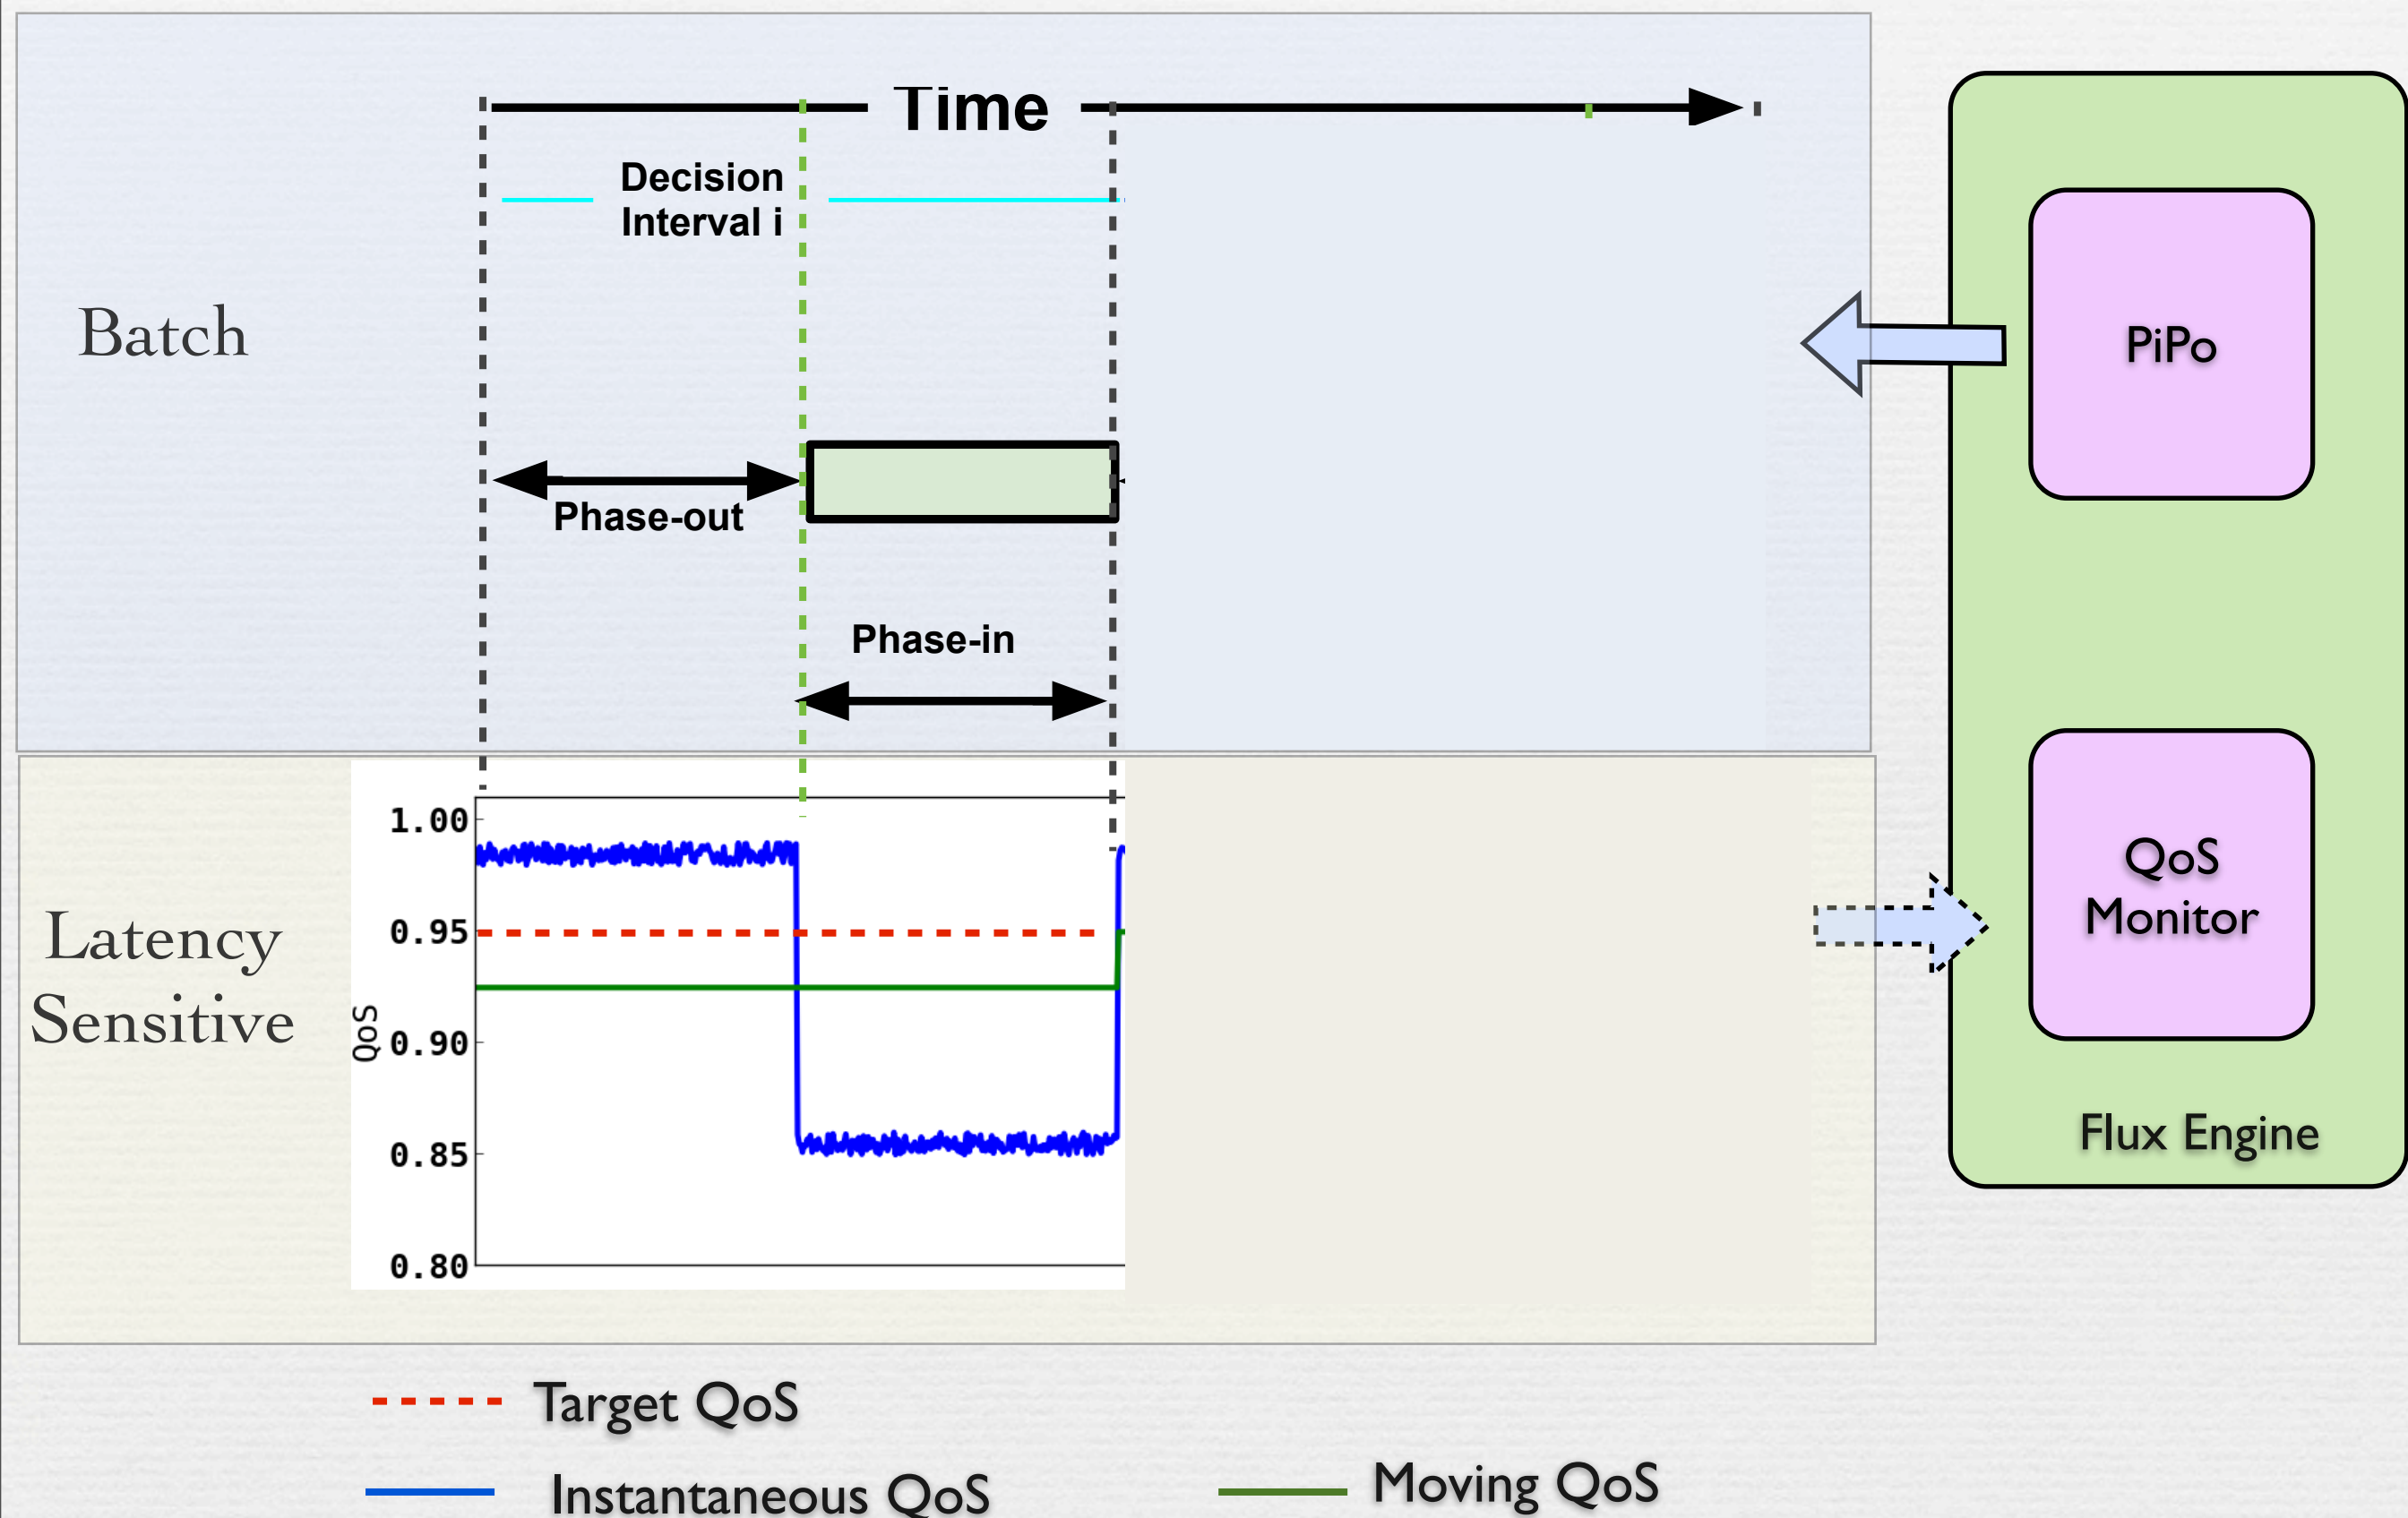 Time
Decision
Interval i
Batch
PiPo
Phase-out
Phase-in
1.00
0.95
0.90
0.85
0.80
QoS
Latency
Sensitive
QoS
Monitor
Flux Engine
Target QoS
Instantaneous QoS
Moving QoS